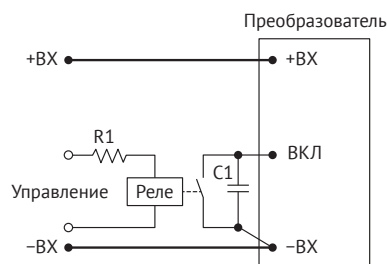 Преобразователь
+ВХ +ВХ
R1
ВКЛ
C1
Управление Реле
−ВХ −ВХ